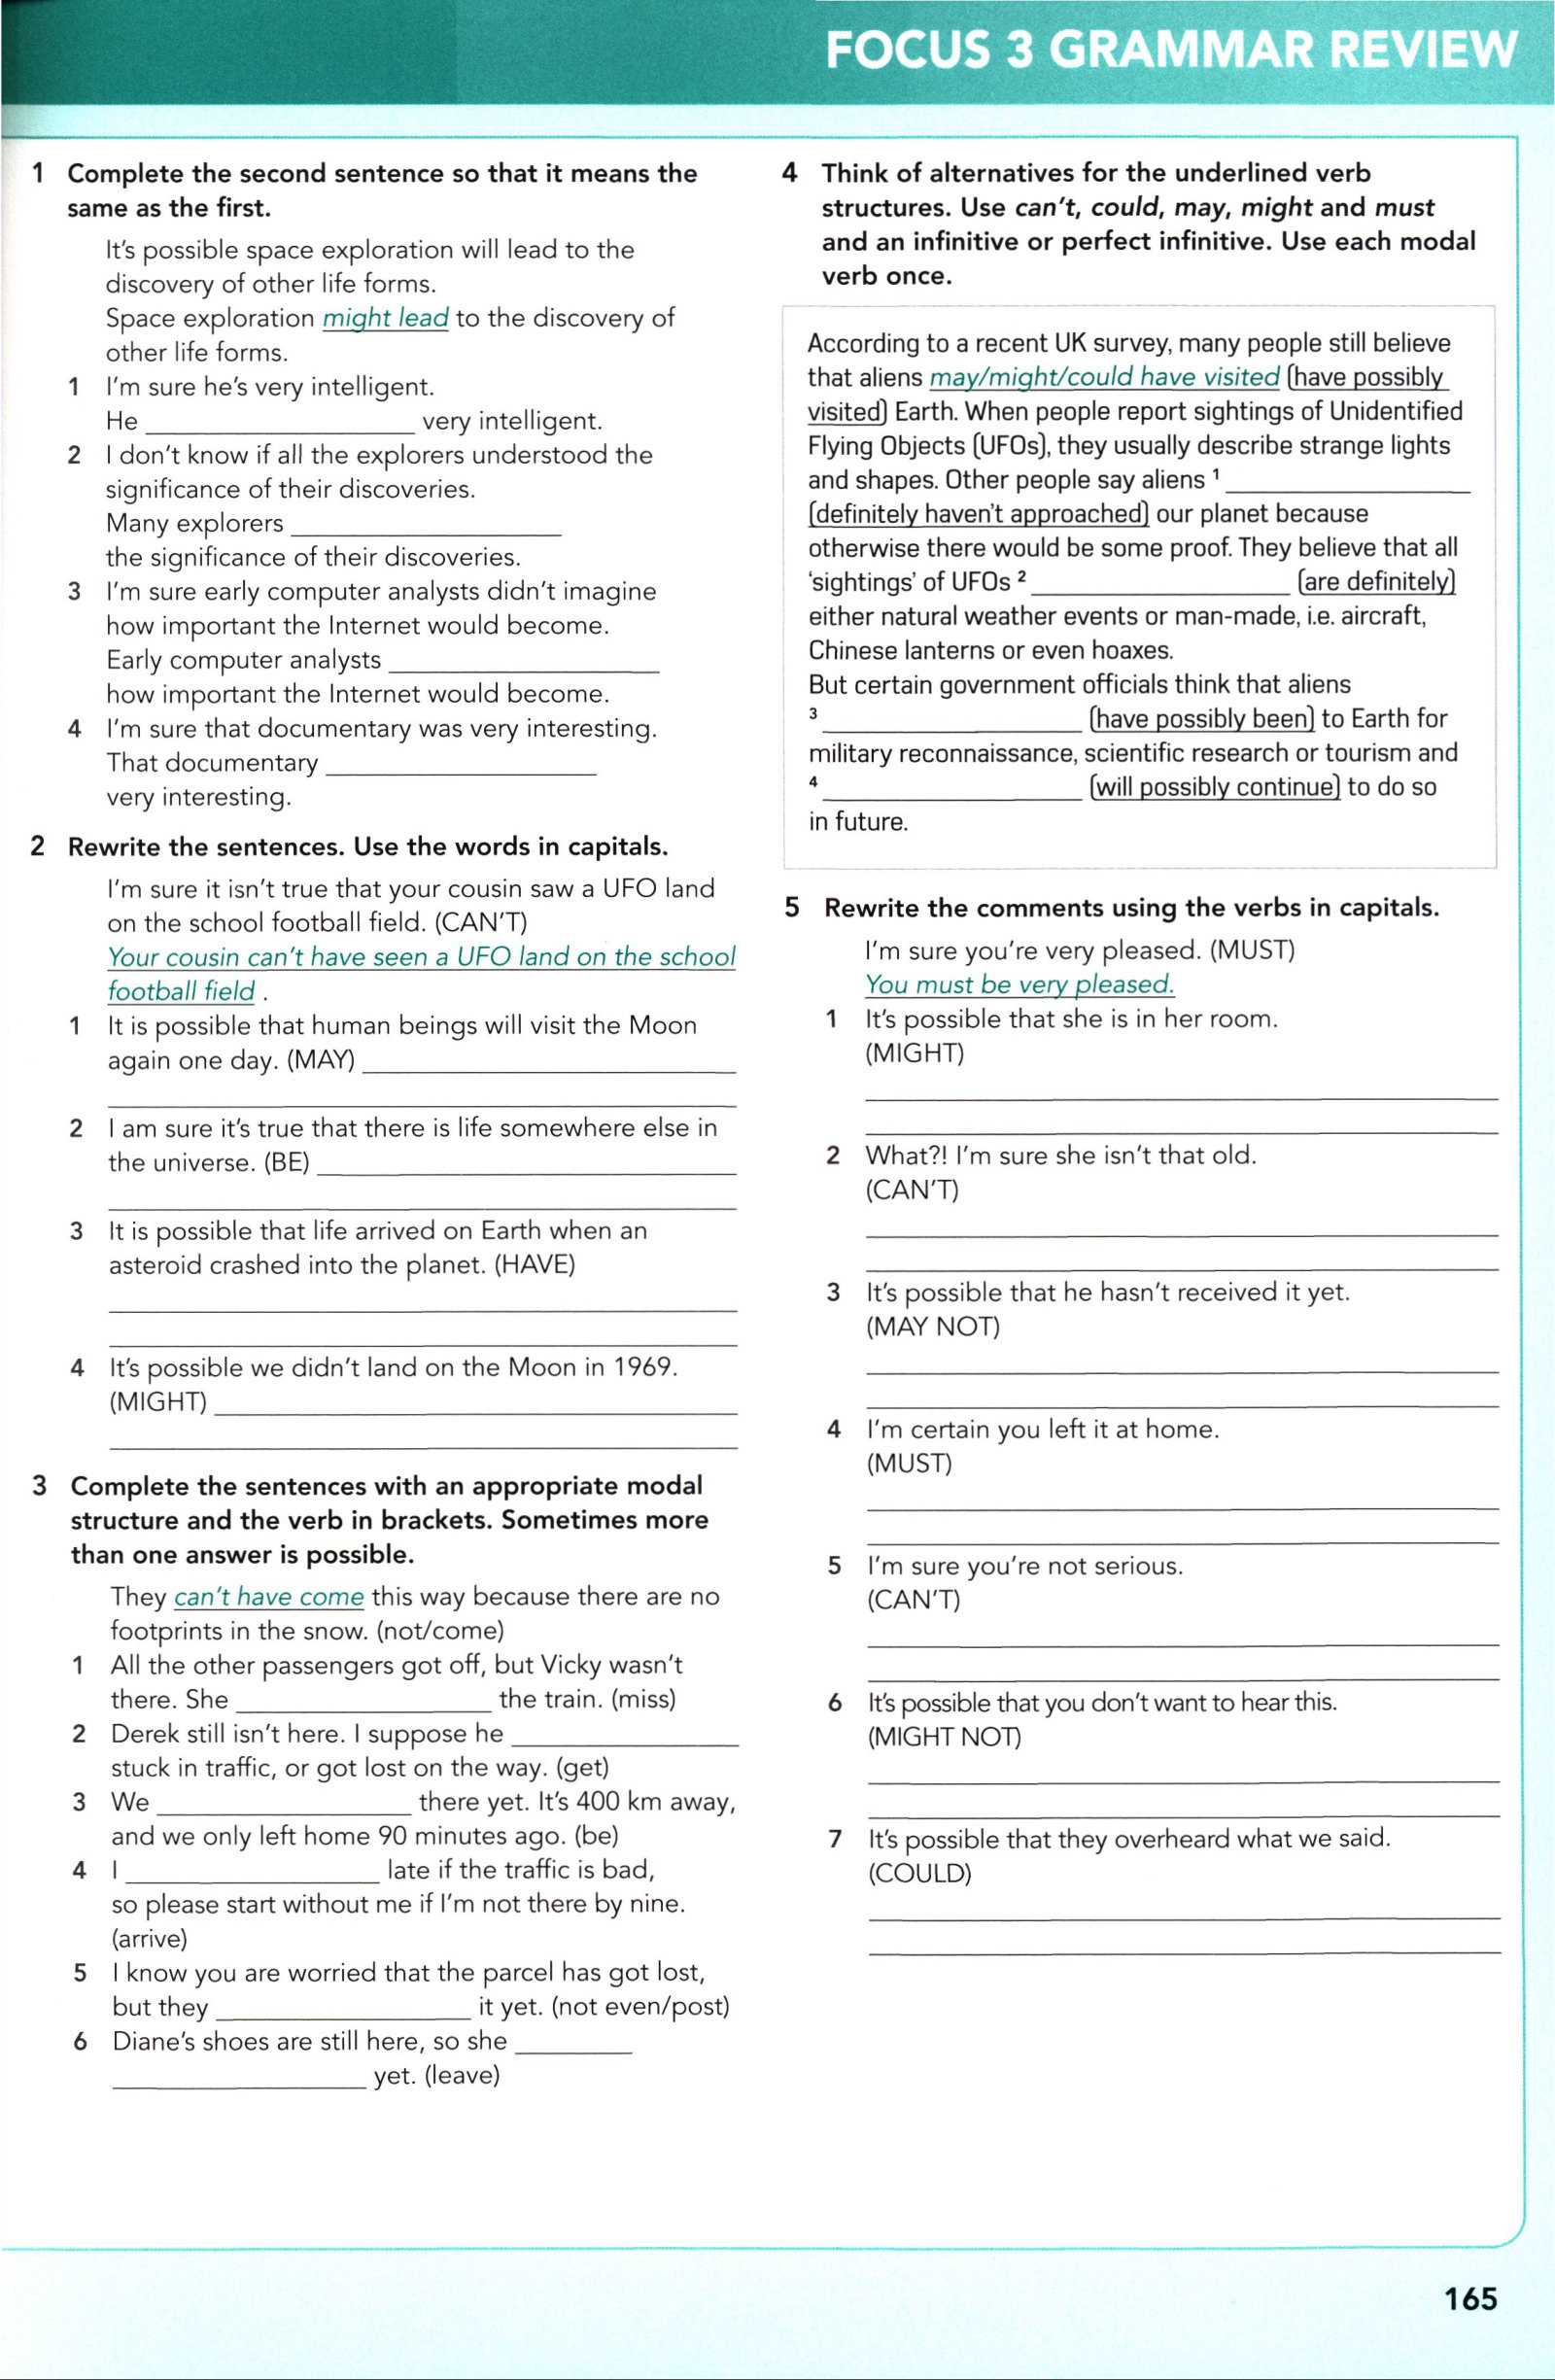 FOCUS 3 GRAMMAR REVIEW
1 Complete the second sentence so that it means the
same as the first.
It's possible space exploration will lead to the
discovery of other life forms.
Space exploration might lead to the discovery of
other life forms.
1 I'm sure he's very intelligent.
He ____________ very intelligent.
2 I don't know if all the explorers understood the
significance of their discoveries.
Many explorers ____________
the significance of their discoveries.
3 I'm sure early computer analysts didn't imagine
how important the Internet would become.
Early computer analysts ____________
how important the Internet would become.
4 I'm sure that documentary was very interesting.
That documentary ____________
very interesting.
2 Rewrite the sentences. Use the words in capitals.
I'm sure it isn't true that your cousin saw a UFO land
on the school football field. (CAN'T)
Your cousin can't have seen a UFO land on the school
football field .
1 It is possible that human beings will visit the Moon
again one day. (MAY) ____________
2 I am sure it's true that there is life somewhere else in
the universe. (BE) ____________
3 It is possible that life arrived on Earth when an
asteroid crashed into the planet. (HAVE)
4 It's possible we didn't land on the Moon in 1969.
(MIGHT) ____________
3 Complete the sentences with an appropriate modal
structure and the verb in brackets. Sometimes more
than one answer is possible.
They can't have come this way because there are no
footprints in the snow. (not/come)
1 All the other passengers got off, but Vicky wasn't
there. She ____________ the train. (miss)
2 Derek still isn't here. I suppose he ____________
stuck in traffic, or got lost on the way. (get)
3 We ____________ there yet. It's 400 km away,
and we only left home 90 minutes ago. (be)
4 I ____________ late if the traffic is bad,
so please start without me if I'm not there by nine.
(arrive)
5 I know you are worried that the parcel has got lost,
but they ____________ it yet. (not even/post)
6 Diane's shoes are still here, so she ____________
____________ yet. (leave)
4 Think of alternatives for the underlined verb
structures. Use can't, could, may, might and must
and an infinitive or perfect infinitive. Use each modal
verb once.
According to a recent UK survey, many people still believe
that aliens may/might/could have visited (have possibly
visited) Earth. When people report sightings of Unidentified
Flying Objects (UFOs), they usually describe strange lights
and shapes. Other people say aliens ¹ ____________
(definitely haven't approached) our planet because
otherwise there would be some proof. They believe that all
'sightings' of UFOs ² ____________ (are definitely)
either natural weather events or man-made, i.e. aircraft,
Chinese lanterns or even hoaxes.
But certain government officials think that aliens
³ ____________ (have possibly been) to Earth for
military reconnaissance, scientific research or tourism and
⁴ ____________ (will possibly continue) to do so
in future.
5 Rewrite the comments using the verbs in capitals.
I'm sure you're very pleased. (MUST)
You must be very pleased.
1 It's possible that she is in her room.
(MIGHT)
2 What?! I'm sure she isn't that old.
(CAN'T)
3 It's possible that he hasn't received it yet.
(MAY NOT)
4 I'm certain you left it at home.
(MUST)
5 I'm sure you're not serious.
(CAN'T)
6 It's possible that you don't want to hear this.
(MIGHT NOT)
7 It's possible that they overheard what we said.
(COULD)
165